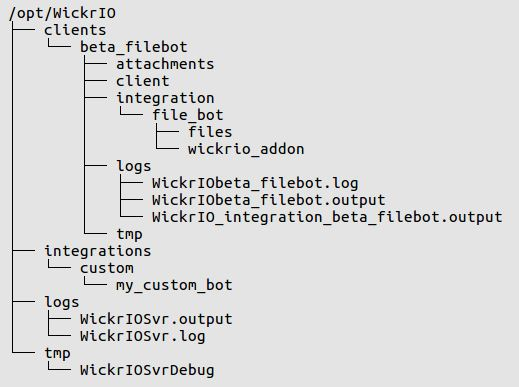 /opt/WickrIO
├── clients
│   └── beta_filebot
│       ├── attachments
│       ├── client
│       ├── integration
│       │   └── file_bot
│       │       ├── files
│       │       └── wickrio_addon
│       ├── logs
│       │   ├── WickrIObeta_filebot.log
│       │   ├── WickrIObeta_filebot.output
│       │   └── WickrIO_integration_beta_filebot.output
│       └── tmp
├── integrations
│   └── custom
│       └── my_custom_bot
├── logs
│   ├── WickrIOSvr.output
│   └── WickrIOSvr.log
└── tmp
    └── WickrIOSvrDebug